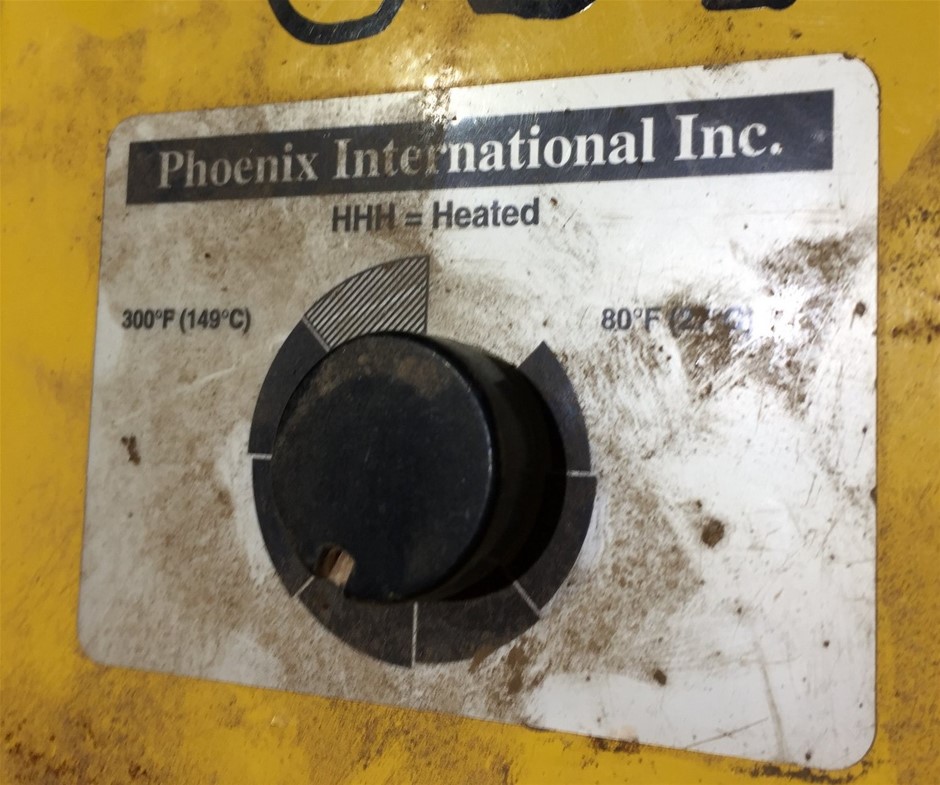 Phoenix International Inc.
HHH = Heated
300°F (149°C)
80°F